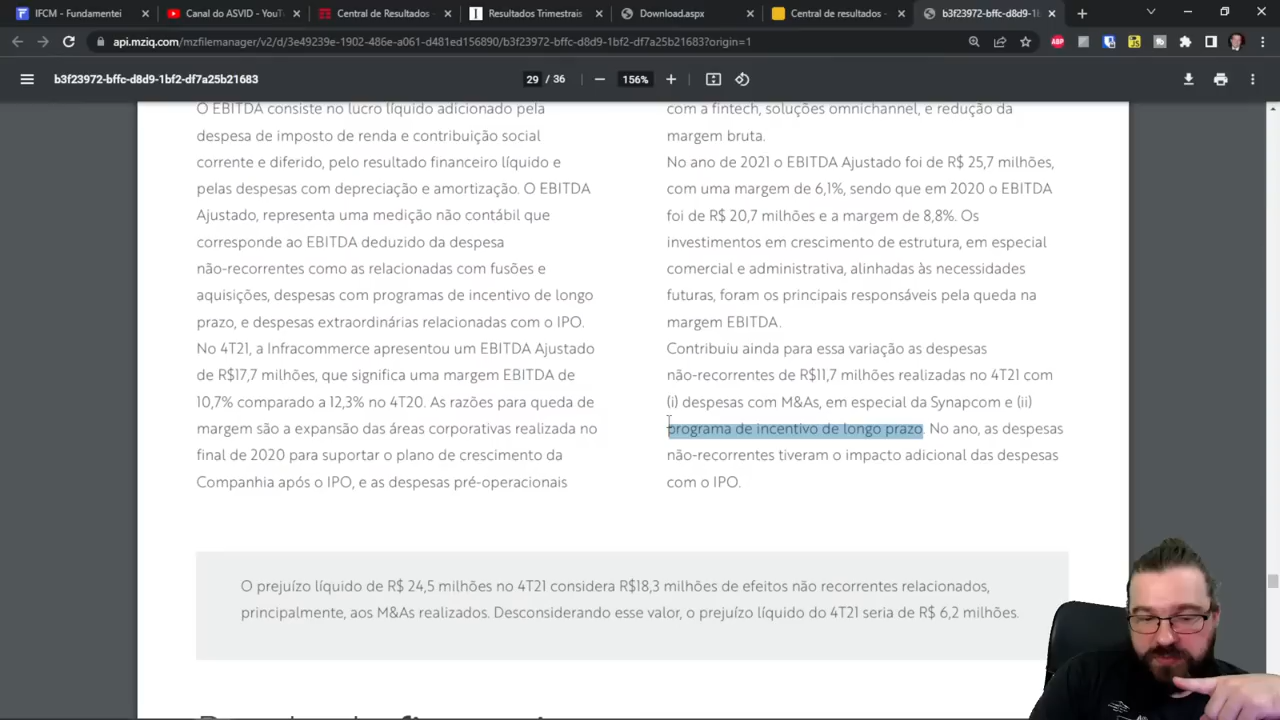 IFCM - Fundamentei
Canal do ASVID - YouT
Central de Resultados -
Resultados Trimestrais
Download.aspx
Central de resultados -
b3f23972-bffc-d8d9-1b
api.mziq.com/mzfilemanager/v2/d/3e49239e-1902-486e-a061-d481ed156890/b3f23972-bffc-d8d9-1bf2-df7a25b21683?origin=1
b3f23972-bffc-d8d9-1bf2-df7a25b21683
29 / 36
156%
O EBITDA consiste no lucro líquido adicionado pela
despesa de imposto de renda e contribuição social
corrente e diferido, pelo resultado financeiro líquido e
pelas despesas com depreciação e amortização. O EBITDA
Ajustado, representa uma medição não contábil que
corresponde ao EBITDA deduzido da despesa
não-recorrentes como as relacionadas com fusões e
aquisições, despesas com programas de incentivo de longo
prazo, e despesas extraordinárias relacionadas com o IPO.
No 4T21, a Infracommerce apresentou um EBITDA Ajustado
de R$17,7 milhões, que significa uma margem EBITDA de
10,7% comparado a 12,3% no 4T20. As razões para queda de
margem são a expansão das áreas corporativas realizada no
final de 2020 para suportar o plano de crescimento da
Companhia após o IPO, e as despesas pré-operacionais
com a fintech, soluções omnichannel, e redução da
margem bruta.
No ano de 2021 o EBITDA Ajustado foi de R$ 25,7 milhões,
com uma margem de 6,1%, sendo que em 2020 o EBITDA
foi de R$ 20,7 milhões e a margem de 8,8%. Os
investimentos em crescimento de estrutura, em especial
comercial e administrativa, alinhadas às necessidades
futuras, foram os principais responsáveis pela queda na
margem EBITDA.
Contribuiu ainda para essa variação as despesas
não-recorrentes de R$11,7 milhões realizadas no 4T21 com
(i) despesas com M&As, em especial da Synapcom e (ii)
programa de incentivo de longo prazo. No ano, as despesas
não-recorrentes tiveram o impacto adicional das despesas
com o IPO.
O prejuízo líquido de R$ 24,5 milhões no 4T21 considera R$18,3 milhões de efeitos não recorrentes relacionados,
principalmente, aos M&As realizados. Desconsiderando esse valor, o prejuízo líquido do 4T21 seria de R$ 6,2 milhões.